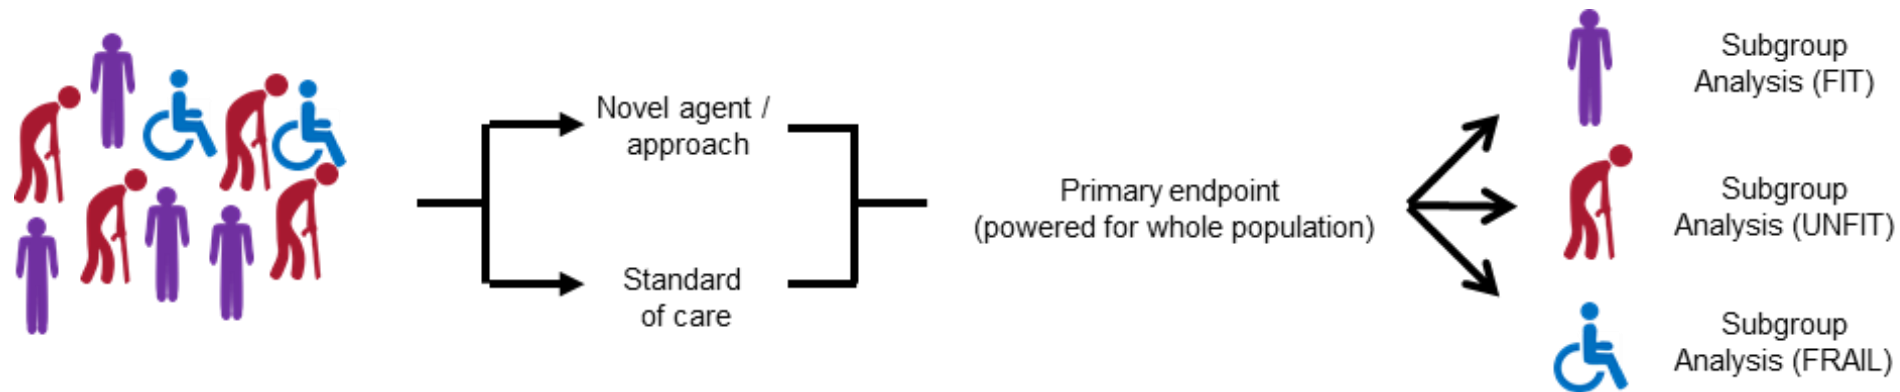 Novel agent /
approach
Standard
of care
Primary endpoint
(powered for whole population)
Subgroup
Analysis (FIT)
Subgroup
Analysis (UNFIT)
Subgroup
Analysis (FRAIL)